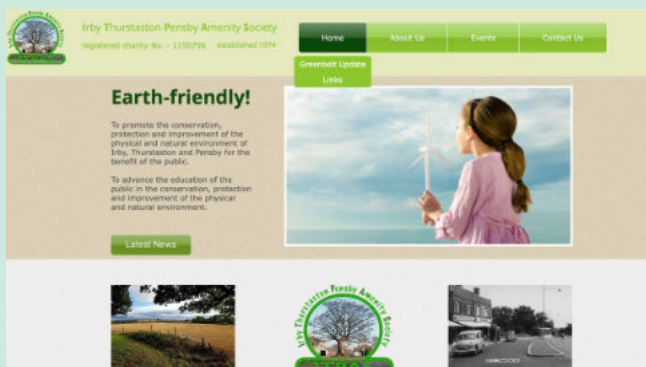 Irby Thurstaston Pensby Amenity Society
registered charity No. - 1150756 established 1974
Home About Us Events Contact Us
Greenbelt Update
Links
Earth-friendly!
To promote the conservation,
protection and improvement of the
physical and natural environment of
Irby, Thurstaston and Pensby for the
benefit of the public.
To advance the education of the
public in the conservation, protection
and improvement of the physical
and natural environment.
Latest News
Irby Thurstaston Pensby Amenity Society